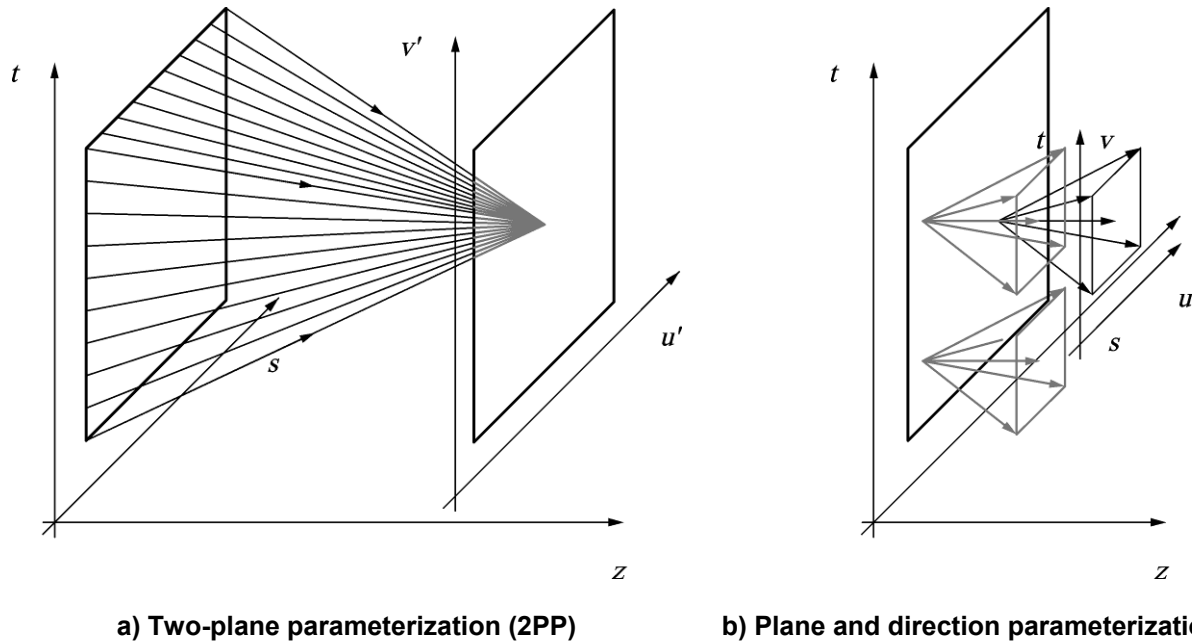 t
v'
s
u'
z
a) Two-plane parameterization (2PP)
t
t
v
u
s
z
b) Plane and direction parameterizatio